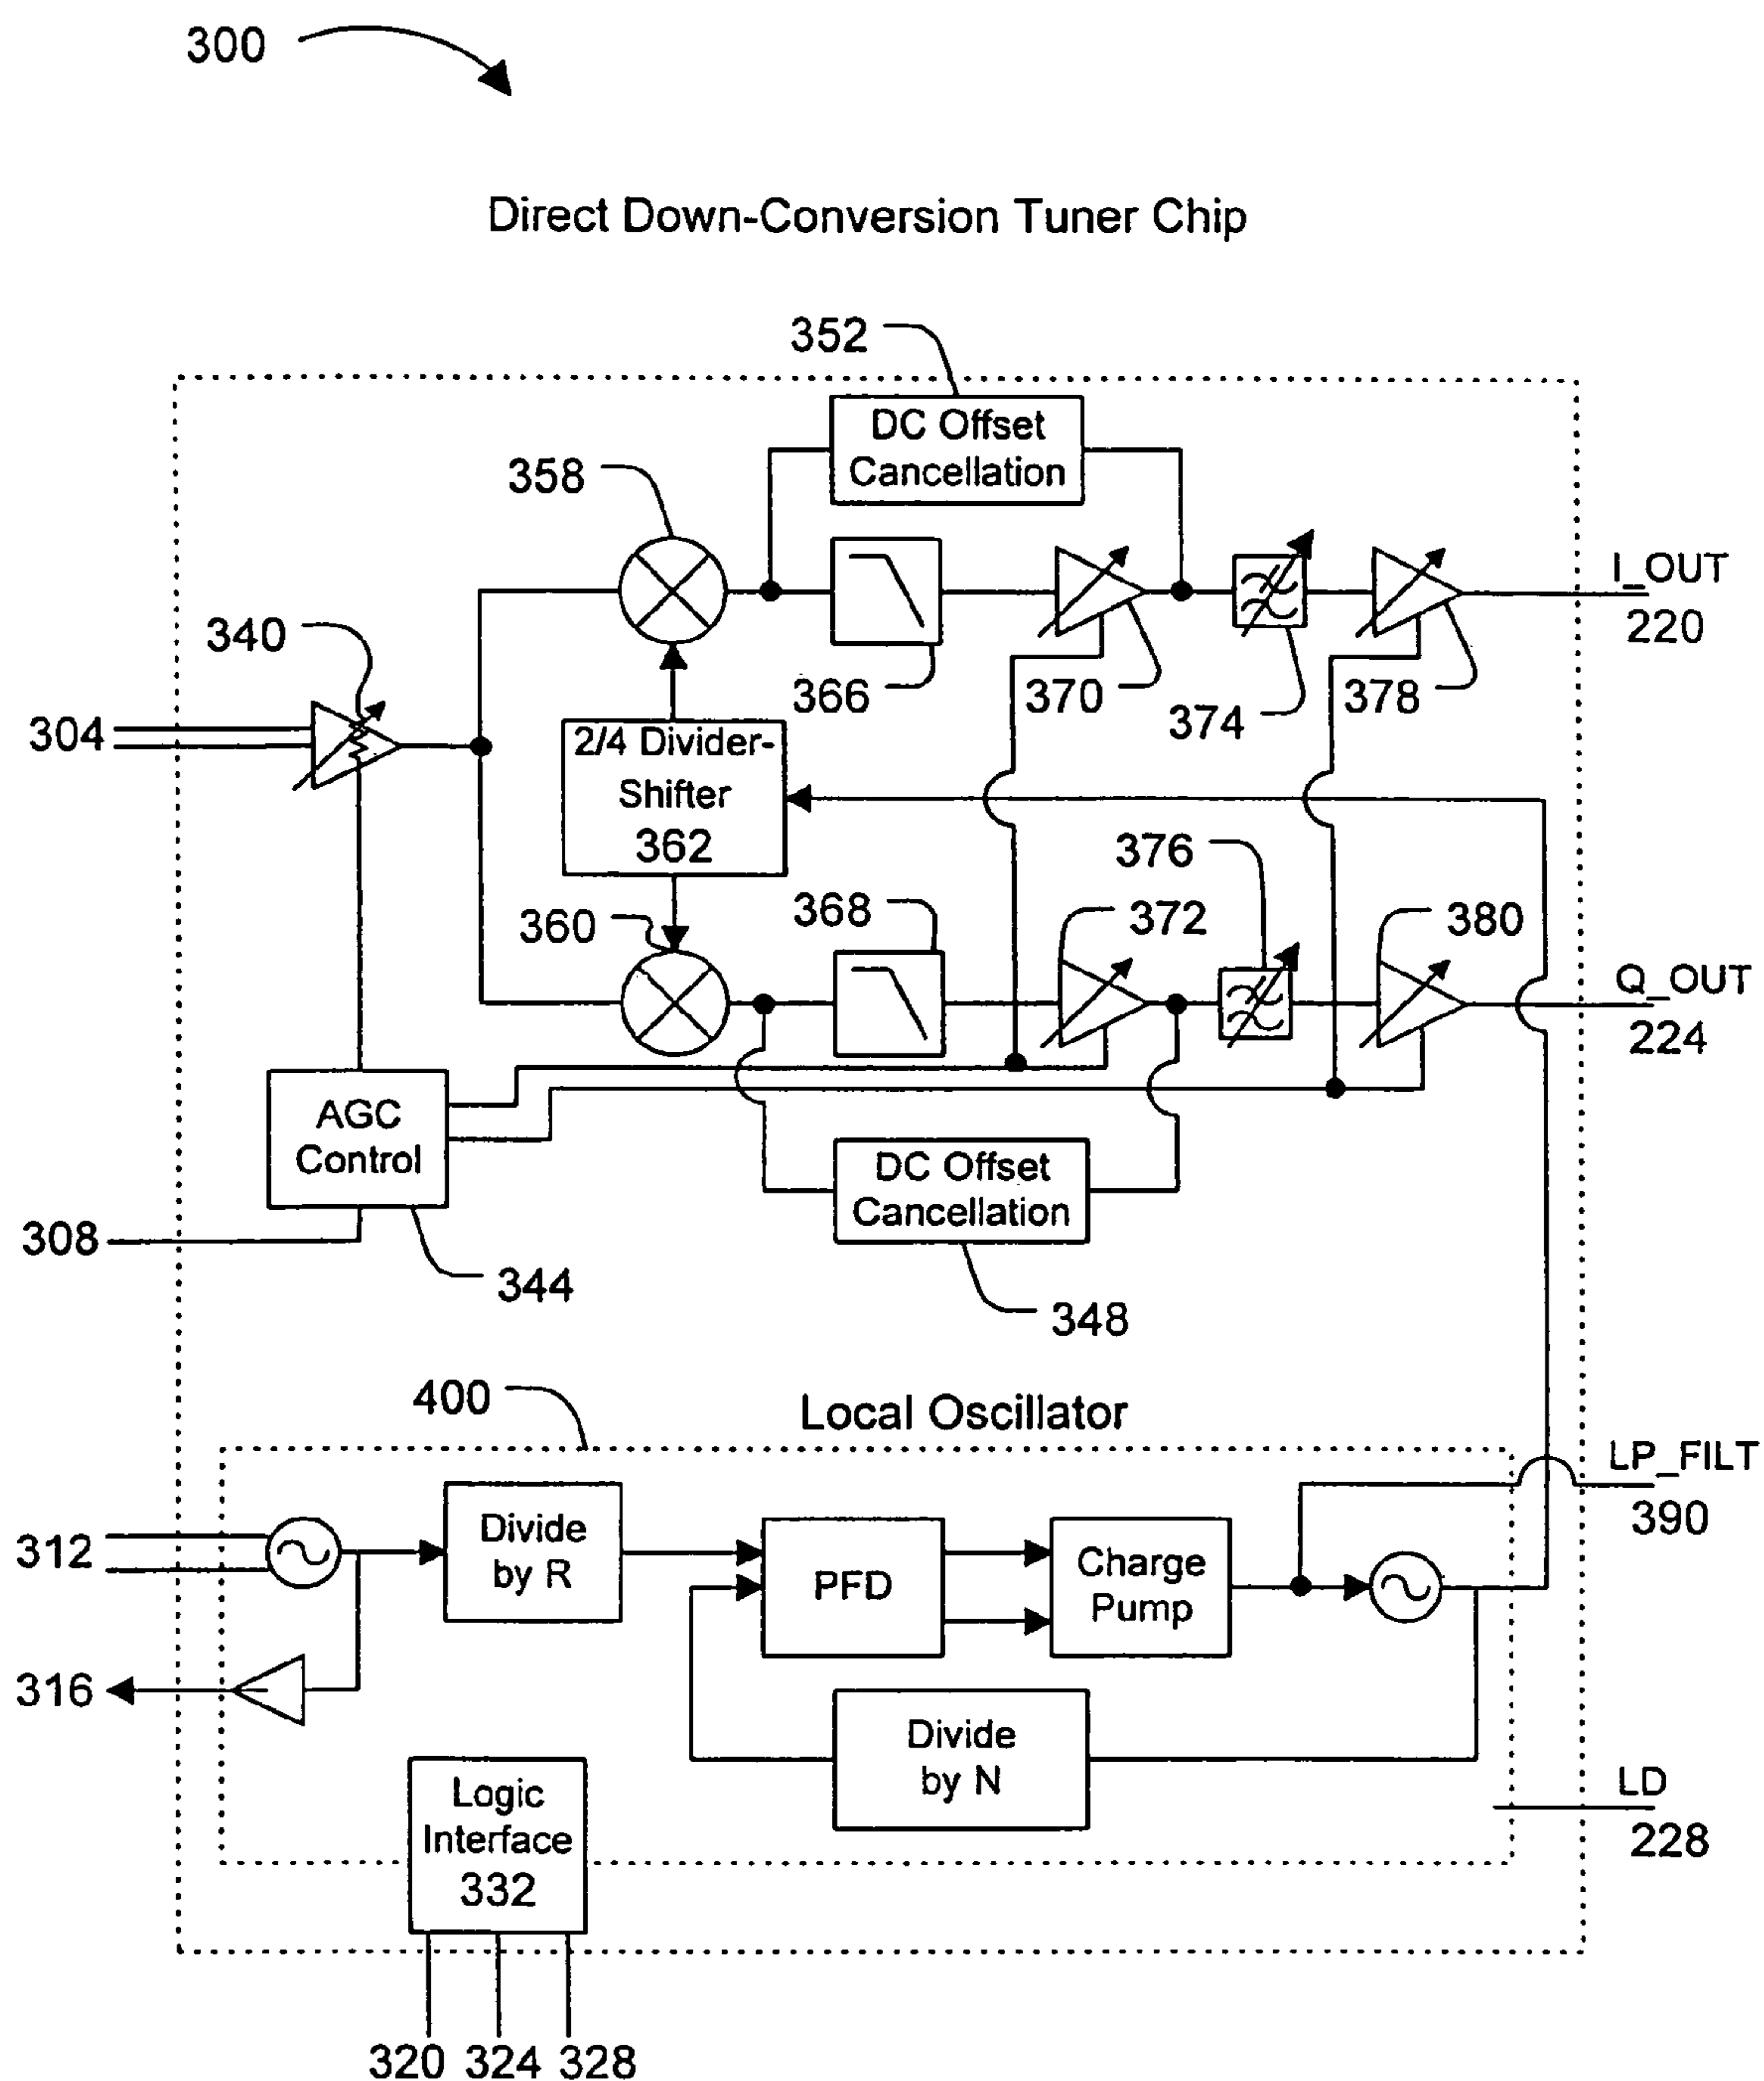 300
Direct Down-Conversion Tuner Chip
352
DC Offset
Cancellation
358
I_OUT
220
340
366
370
374
378
304
2/4 Divider-
Shifter
362
376
360
368
372
380
Q_OUT
224
AGC
Control
DC Offset
Cancellation
308
344
348
400
Local Oscillator
LP_FILT
390
312
Divide
by R
PFD
Charge
Pump
316
Divide
by N
LD
228
Logic
Interface
332
320 324 328